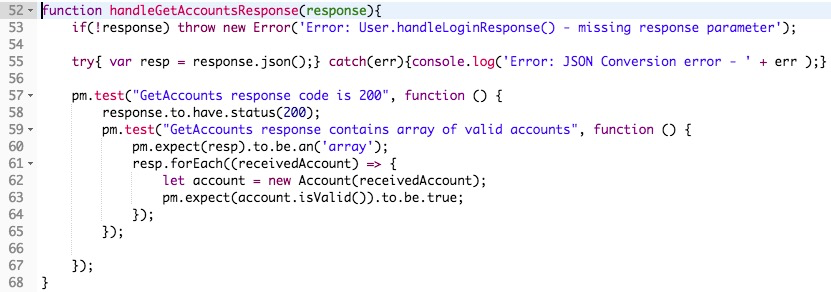 52 function handleGetAccountsResponse(response){
53     if(!response) throw new Error('Error: User.handleLoginResponse() - missing response parameter');
54
55     try{ var resp = response.json();} catch(err){console.log('Error: JSON Conversion error - ' + err );}
56
57     pm.test("GetAccounts response code is 200", function () {
58         response.to.have.status(200);
59         pm.test("GetAccounts response contains array of valid accounts", function () {
60             pm.expect(resp).to.be.an('array');
61             resp.forEach((receivedAccount) => {
62                 let account = new Account(receivedAccount);
63                 pm.expect(account.isValid()).to.be.true;
64             });
65         });
66
67     });
68 }